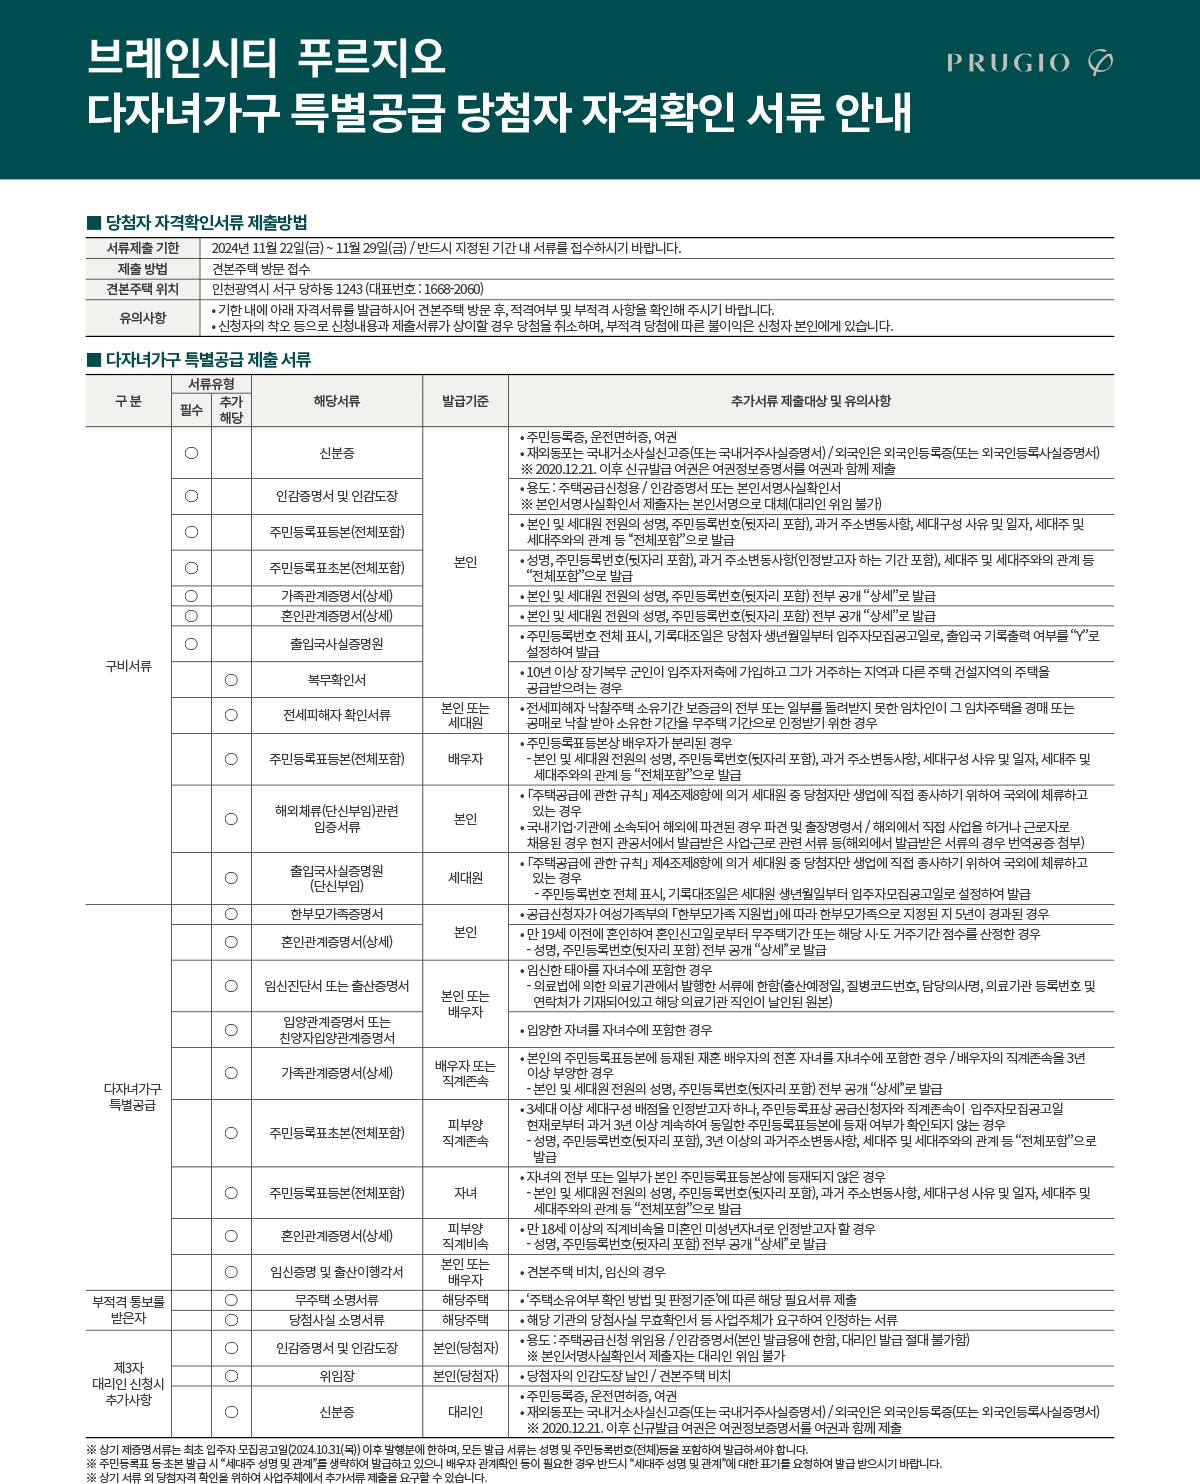 브레인시티 푸르지오
PRUGIO
다자녀가구 특별공급 당첨자 자격확인 서류 안내
■ 당첨자 자격확인서류 제출방법
서류제출 기한 2024년 11월 22일(금) ~ 11월 29일(금) / 반드시 지정된 기간 내 서류를 접수하시기 바랍니다.
제출 방법 견본주택 방문 접수
견본주택 위치 인천광역시 서구 당하동 1243 (대표번호 : 1668-2060)
유의사항
• 기한 내에 아래 자격서류를 발급하시어 견본주택 방문 후, 적격여부 및 부적격 사항을 확인해 주시기 바랍니다.
• 신청자의 착오 등으로 신청내용과 제출서류가 상이할 경우 당첨을 취소하며, 부적격 당첨에 따른 불이익은 신청자 본인에게 있습니다.
■ 다자녀가구 특별공급 제출 서류
구 분
서류유형
필수
추가
해당
해당서류
발급기준
추가서류 제출대상 및 유의사항
구비서류
본인
○ 신분증
• 주민등록증, 운전면허증, 여권
• 재외동포는 국내거소사실신고증(또는 국내거주사실증명서) / 외국인은 외국인등록증(또는 외국인등록사실증명서)
※ 2020.12.21. 이후 신규발급 여권은 여권정보증명서를 여권과 함께 제출
○ 인감증명서 및 인감도장
• 용도 : 주택공급신청용 / 인감증명서 또는 본인서명사실확인서
※ 본인서명사실확인서 제출자는 본인서명으로 대체(대리인 위임 불가)
○ 주민등록표등본(전체포함)
• 본인 및 세대원 전원의 성명, 주민등록번호(뒷자리 포함), 과거 주소변동사항, 세대구성 사유 및 일자, 세대주 및
세대주와의 관계 등 “전체포함”으로 발급
○ 주민등록표초본(전체포함)
• 성명, 주민등록번호(뒷자리 포함), 과거 주소변동사항(인정받고자 하는 기간 포함), 세대주 및 세대주와의 관계 등
“전체포함”으로 발급
○ 가족관계증명서(상세) • 본인 및 세대원 전원의 성명, 주민등록번호(뒷자리 포함) 전부 공개 “상세”로 발급
○ 혼인관계증명서(상세) • 본인 및 세대원 전원의 성명, 주민등록번호(뒷자리 포함) 전부 공개 “상세”로 발급
○ 출입국사실증명원
• 주민등록번호 전체 표시, 기록대조일은 당첨자 생년월일부터 입주자모집공고일로, 출입국 기록출력 여부를 “Y”로
설정하여 발급
○ 복무확인서
• 10년 이상 장기복무 군인이 입주자저축에 가입하고 그가 거주하는 지역과 다른 주택 건설지역의 주택을
공급받으려는 경우
○ 전세피해자 확인서류
본인 또는
세대원
• 전세피해자 낙찰주택 소유기간 보증금의 전부 또는 일부를 돌려받지 못한 임차인이 그 임차주택을 경매 또는
공매로 낙찰 받아 소유한 기간을 무주택 기간으로 인정받기 위한 경우
○ 주민등록표등본(전체포함) 배우자
• 주민등록표등본상 배우자가 분리된 경우
- 본인 및 세대원 전원의 성명, 주민등록번호(뒷자리 포함), 과거 주소변동사항, 세대구성 사유 및 일자, 세대주 및
세대주와의 관계 등 “전체포함”으로 발급
○ 해외체류(단신부임)관련
입증서류
본인
• 「주택공급에 관한 규칙」 제4조제8항에 의거 세대원 중 당첨자만 생업에 직접 종사하기 위하여 국외에 체류하고
있는 경우
• 국내기업·기관에 소속되어 해외에 파견된 경우 파견 및 출장명령서 / 해외에서 직접 사업을 하거나 근로자로
채용된 경우 현지 관공서에서 발급받은 사업·근로 관련 서류 등(해외에서 발급받은 서류의 경우 번역공증 첨부)
○ 출입국사실증명원
(단신부임)
세대원
• 「주택공급에 관한 규칙」 제4조제8항에 의거 세대원 중 당첨자만 생업에 직접 종사하기 위하여 국외에 체류하고
있는 경우
- 주민등록번호 전체 표시, 기록대조일은 세대원 생년월일부터 입주자모집공고일로 설정하여 발급
다자녀가구
특별공급
○ 한부모가족증명서
본인
• 공급신청자가 여성가족부의 「한부모가족 지원법」에 따라 한부모가족으로 지정된 지 5년이 경과된 경우
○ 혼인관계증명서(상세)
• 만 19세 이전에 혼인하여 혼인신고일로부터 무주택기간 또는 해당 시·도 거주기간 점수를 산정한 경우
- 성명, 주민등록번호(뒷자리 포함) 전부 공개 “상세”로 발급
○ 임신진단서 또는 출산증명서
본인 또는
배우자
• 임신한 태아를 자녀수에 포함한 경우
- 의료법에 의한 의료기관에서 발행한 서류에 한함(출산예정일, 질병코드번호, 담당의사명, 의료기관 등록번호 및
연락처가 기재되어있고 해당 의료기관 직인이 날인된 원본)
○ 입양관계증명서 또는
친양자입양관계증명서
• 입양한 자녀를 자녀수에 포함한 경우
○ 가족관계증명서(상세)
배우자 또는
직계존속
• 본인의 주민등록표등본에 등재된 재혼 배우자의 전혼 자녀를 자녀수에 포함한 경우 / 배우자의 직계존속을 3년
이상 부양한 경우
- 본인 및 세대원 전원의 성명, 주민등록번호(뒷자리 포함) 전부 공개 “상세”로 발급
○ 주민등록표초본(전체포함)
피부양
직계존속
• 3세대 이상 세대구성 배점을 인정받고자 하나, 주민등록표상 공급신청자와 직계존속이 입주자모집공고일
현재로부터 과거 3년 이상 계속하여 동일한 주민등록표등본에 등재 여부가 확인되지 않는 경우
- 성명, 주민등록번호(뒷자리 포함), 3년 이상의 과거주소변동사항, 세대주 및 세대주와의 관계 등 “전체포함”으로
발급
○ 주민등록표등본(전체포함) 자녀
• 자녀의 전부 또는 일부가 본인 주민등록표등본상에 등재되지 않은 경우
- 본인 및 세대원 전원의 성명, 주민등록번호(뒷자리 포함), 과거 주소변동사항, 세대구성 사유 및 일자, 세대주 및
세대주와의 관계 등 “전체포함”으로 발급
○ 혼인관계증명서(상세)
피부양
직계비속
• 만 18세 이상의 직계비속을 미혼인 미성년자녀로 인정받고자 할 경우
- 성명, 주민등록번호(뒷자리 포함) 전부 공개 “상세”로 발급
○ 임신증명 및 출산이행각서
본인 또는
배우자
• 견본주택 비치, 임신의 경우
부적격 통보를
받은자
○ 무주택 소명서류 해당주택 • ‘주택소유여부 확인 방법 및 판정기준’에 따른 해당 필요서류 제출
○ 당첨사실 소명서류 해당주택 • 해당 기관의 당첨사실 무효확인서 등 사업주체가 요구하여 인정하는 서류
제3자
대리인 신청시
추가사항
○ 인감증명서 및 인감도장 본인(당첨자)
• 용도 : 주택공급신청 위임용 / 인감증명서(본인 발급용에 한함, 대리인 발급 절대 불가함)
※ 본인서명사실확인서 제출자는 대리인 위임 불가
○ 위임장 본인(당첨자) • 당첨자의 인감도장 날인 / 견본주택 비치
○ 신분증 대리인
• 주민등록증, 운전면허증, 여권
• 재외동포는 국내거소사실신고증(또는 국내거주사실증명서) / 외국인은 외국인등록증(또는 외국인등록사실증명서)
※ 2020.12.21. 이후 신규발급 여권은 여권정보증명서를 여권과 함께 제출
※ 상기 제증명서류는 최초 입주자 모집공고일(2024.10.31(목)) 이후 발행분에 한하며, 모든 발급 서류는 성명 및 주민등록번호(전체)등을 포함하여 발급하셔야 합니다.
※ 주민등록표 등·초본 발급 시 “세대주 성명 및 관계”를 생략하여 발급하고 있으니 배우자 관계확인 등이 필요한 경우 반드시 “세대주 성명 및 관계”에 대한 표기를 요청하여 발급 받으시기 바랍니다.
※ 상기 서류 외 당첨자격 확인을 위하여 사업주체에서 추가서류 제출을 요구할 수 있습니다.